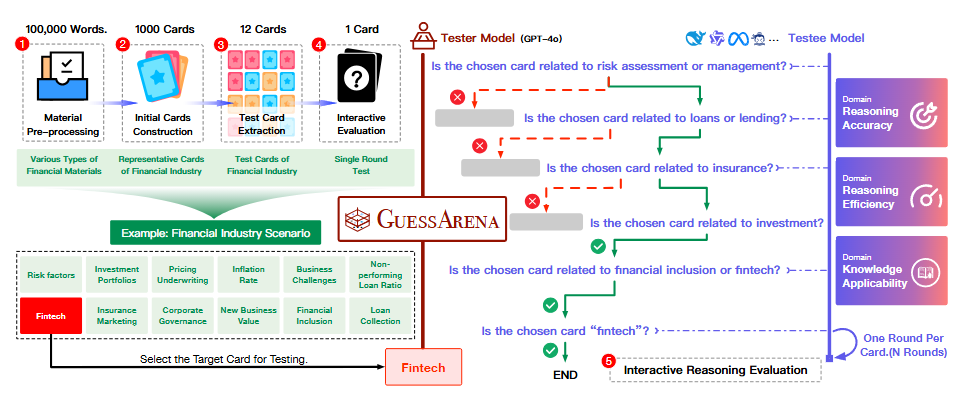 100,000 Words.
1000 Cards
12 Cards
1 Card
1
2
3
4
Material
Pre-processing
Initial Cards
Construction
Test Card
Extraction
Interactive
Evaluation
Various Types of
Financial Materials
Representative Cards
of Financial Industry
Test Cards of
Financial Industry
Single Round
Test
Example: Financial Industry Scenario
Risk factors
Investment
Portfolios
Pricing
Underwriting
Inflation
Rate
Business
Challenges
Non-
performing
Loan Ratio
Fintech
Insurance
Marketing
Corporate
Governance
New Business
Value
Financial
Inclusion
Loan
Collection
Select the Target Card for Testing.
Fintech
GUESSARENA
Tester Model (GPT-4o)
... Testee Model
Is the chosen card related to risk assessment or management?
Is the chosen card related to loans or lending?
Is the chosen card related to insurance?
Is the chosen card related to investment?
Is the chosen card related to financial inclusion or fintech?
Is the chosen card “fintech”?
END
5
Interactive Reasoning Evaluation
Domain
Reasoning
Accuracy
Domain
Reasoning
Efficiency
Domain
Knowledge
Applicability
One Round Per
Card.(N Rounds)